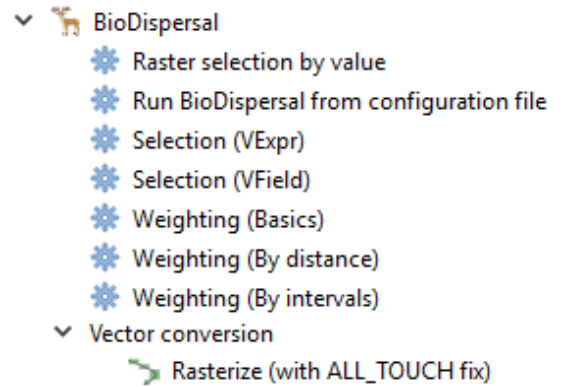 BioDispersal
Raster selection by value
Run BioDispersal from configuration file
Selection (VExpr)
Selection (VField)
Weighting (Basics)
Weighting (By distance)
Weighting (By intervals)
Vector conversion
Rasterize (with ALL_TOUCH fix)